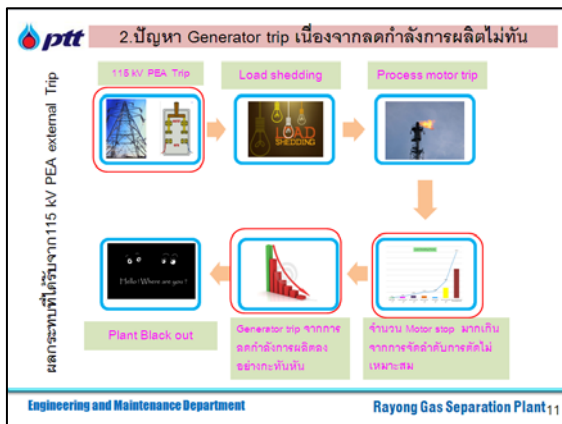 ptt
2.ปัญหา Generator trip เนื่องจากลดกำลังการผลิตไม่ทัน
ผลกระทบที่ได้รับจาก115 kV PEA external Trip
115 kV PEA Trip
Load shedding
Process motor trip
LOAD
SHEDDING
Hello ! Where are you ?
Plant Black out
Generator trip จากการ
ลดกำลังการผลิตลง
อย่างกะทันหัน
จำนวน Motor stop มากเกิน
จากการจัดลำดับการตัดไม่
เหมาะสม
Engineering and Maintenance Department
Rayong Gas Separation Plant
11